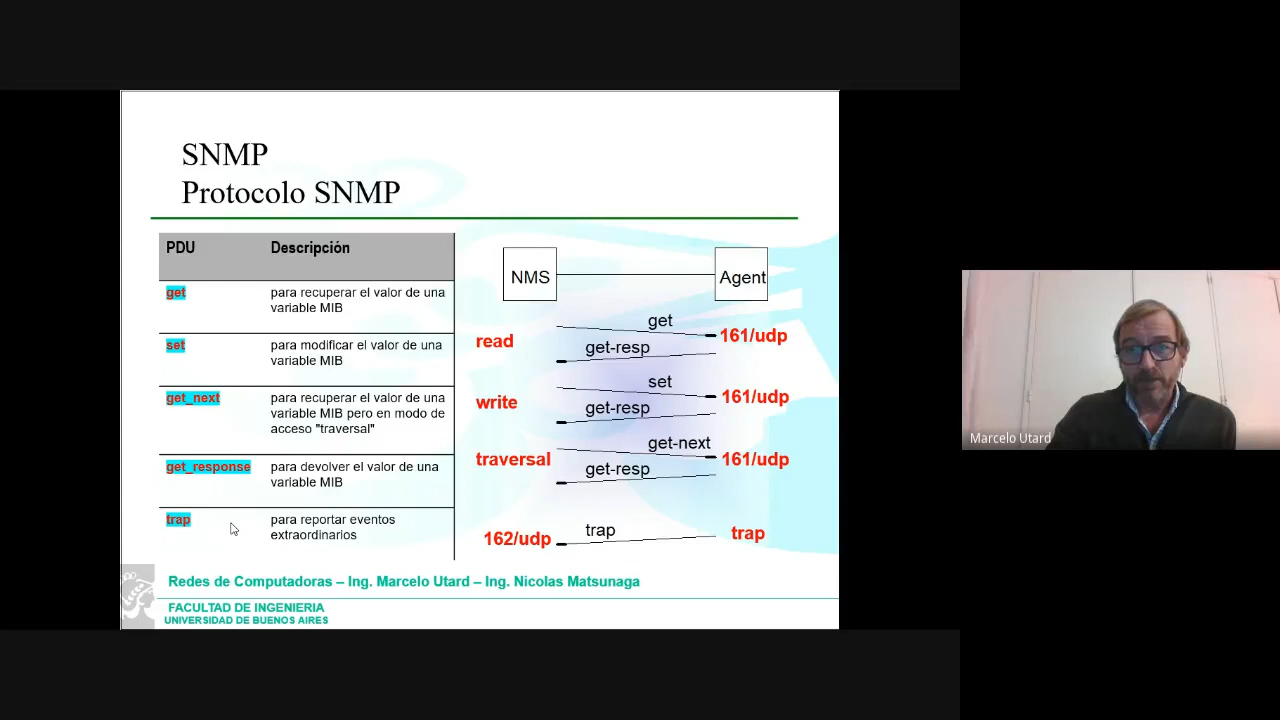 SNMP
Protocolo SNMP
PDU Descripción
get para recuperar el valor de una
variable MIB
set para modificar el valor de una
variable MIB
get_next para recuperar el valor de una
variable MIB pero en modo de
acceso "traversal"
get_response para devolver el valor de una
variable MIB
trap para reportar eventos
extraordinarios
NMS Agent
get
read 161/udp
get-resp
set
write 161/udp
get-resp
get-next
traversal 161/udp
get-resp
162/udp trap trap
Redes de Computadoras – Ing. Marcelo Utard – Ing. Nicolas Matsunaga
FACULTAD DE INGENIERIA
UNIVERSIDAD DE BUENOS AIRES
Marcelo Utard